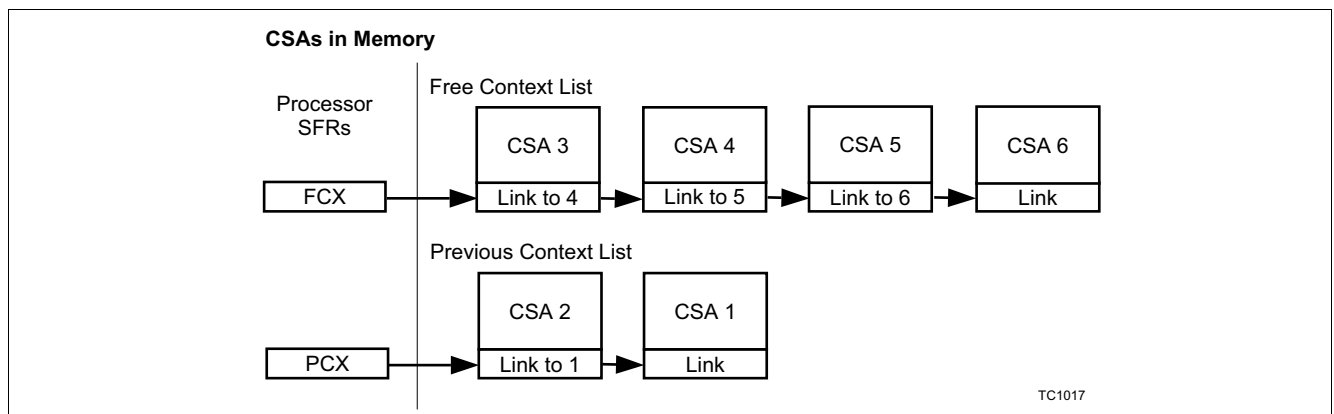 CSAs in Memory
Processor
SFRs
Free Context List
CSA 3
CSA 4
CSA 5
CSA 6
FCX
Link to 4
Link to 5
Link to 6
Link
Previous Context List
CSA 2
CSA 1
PCX
Link to 1
Link
TC1017